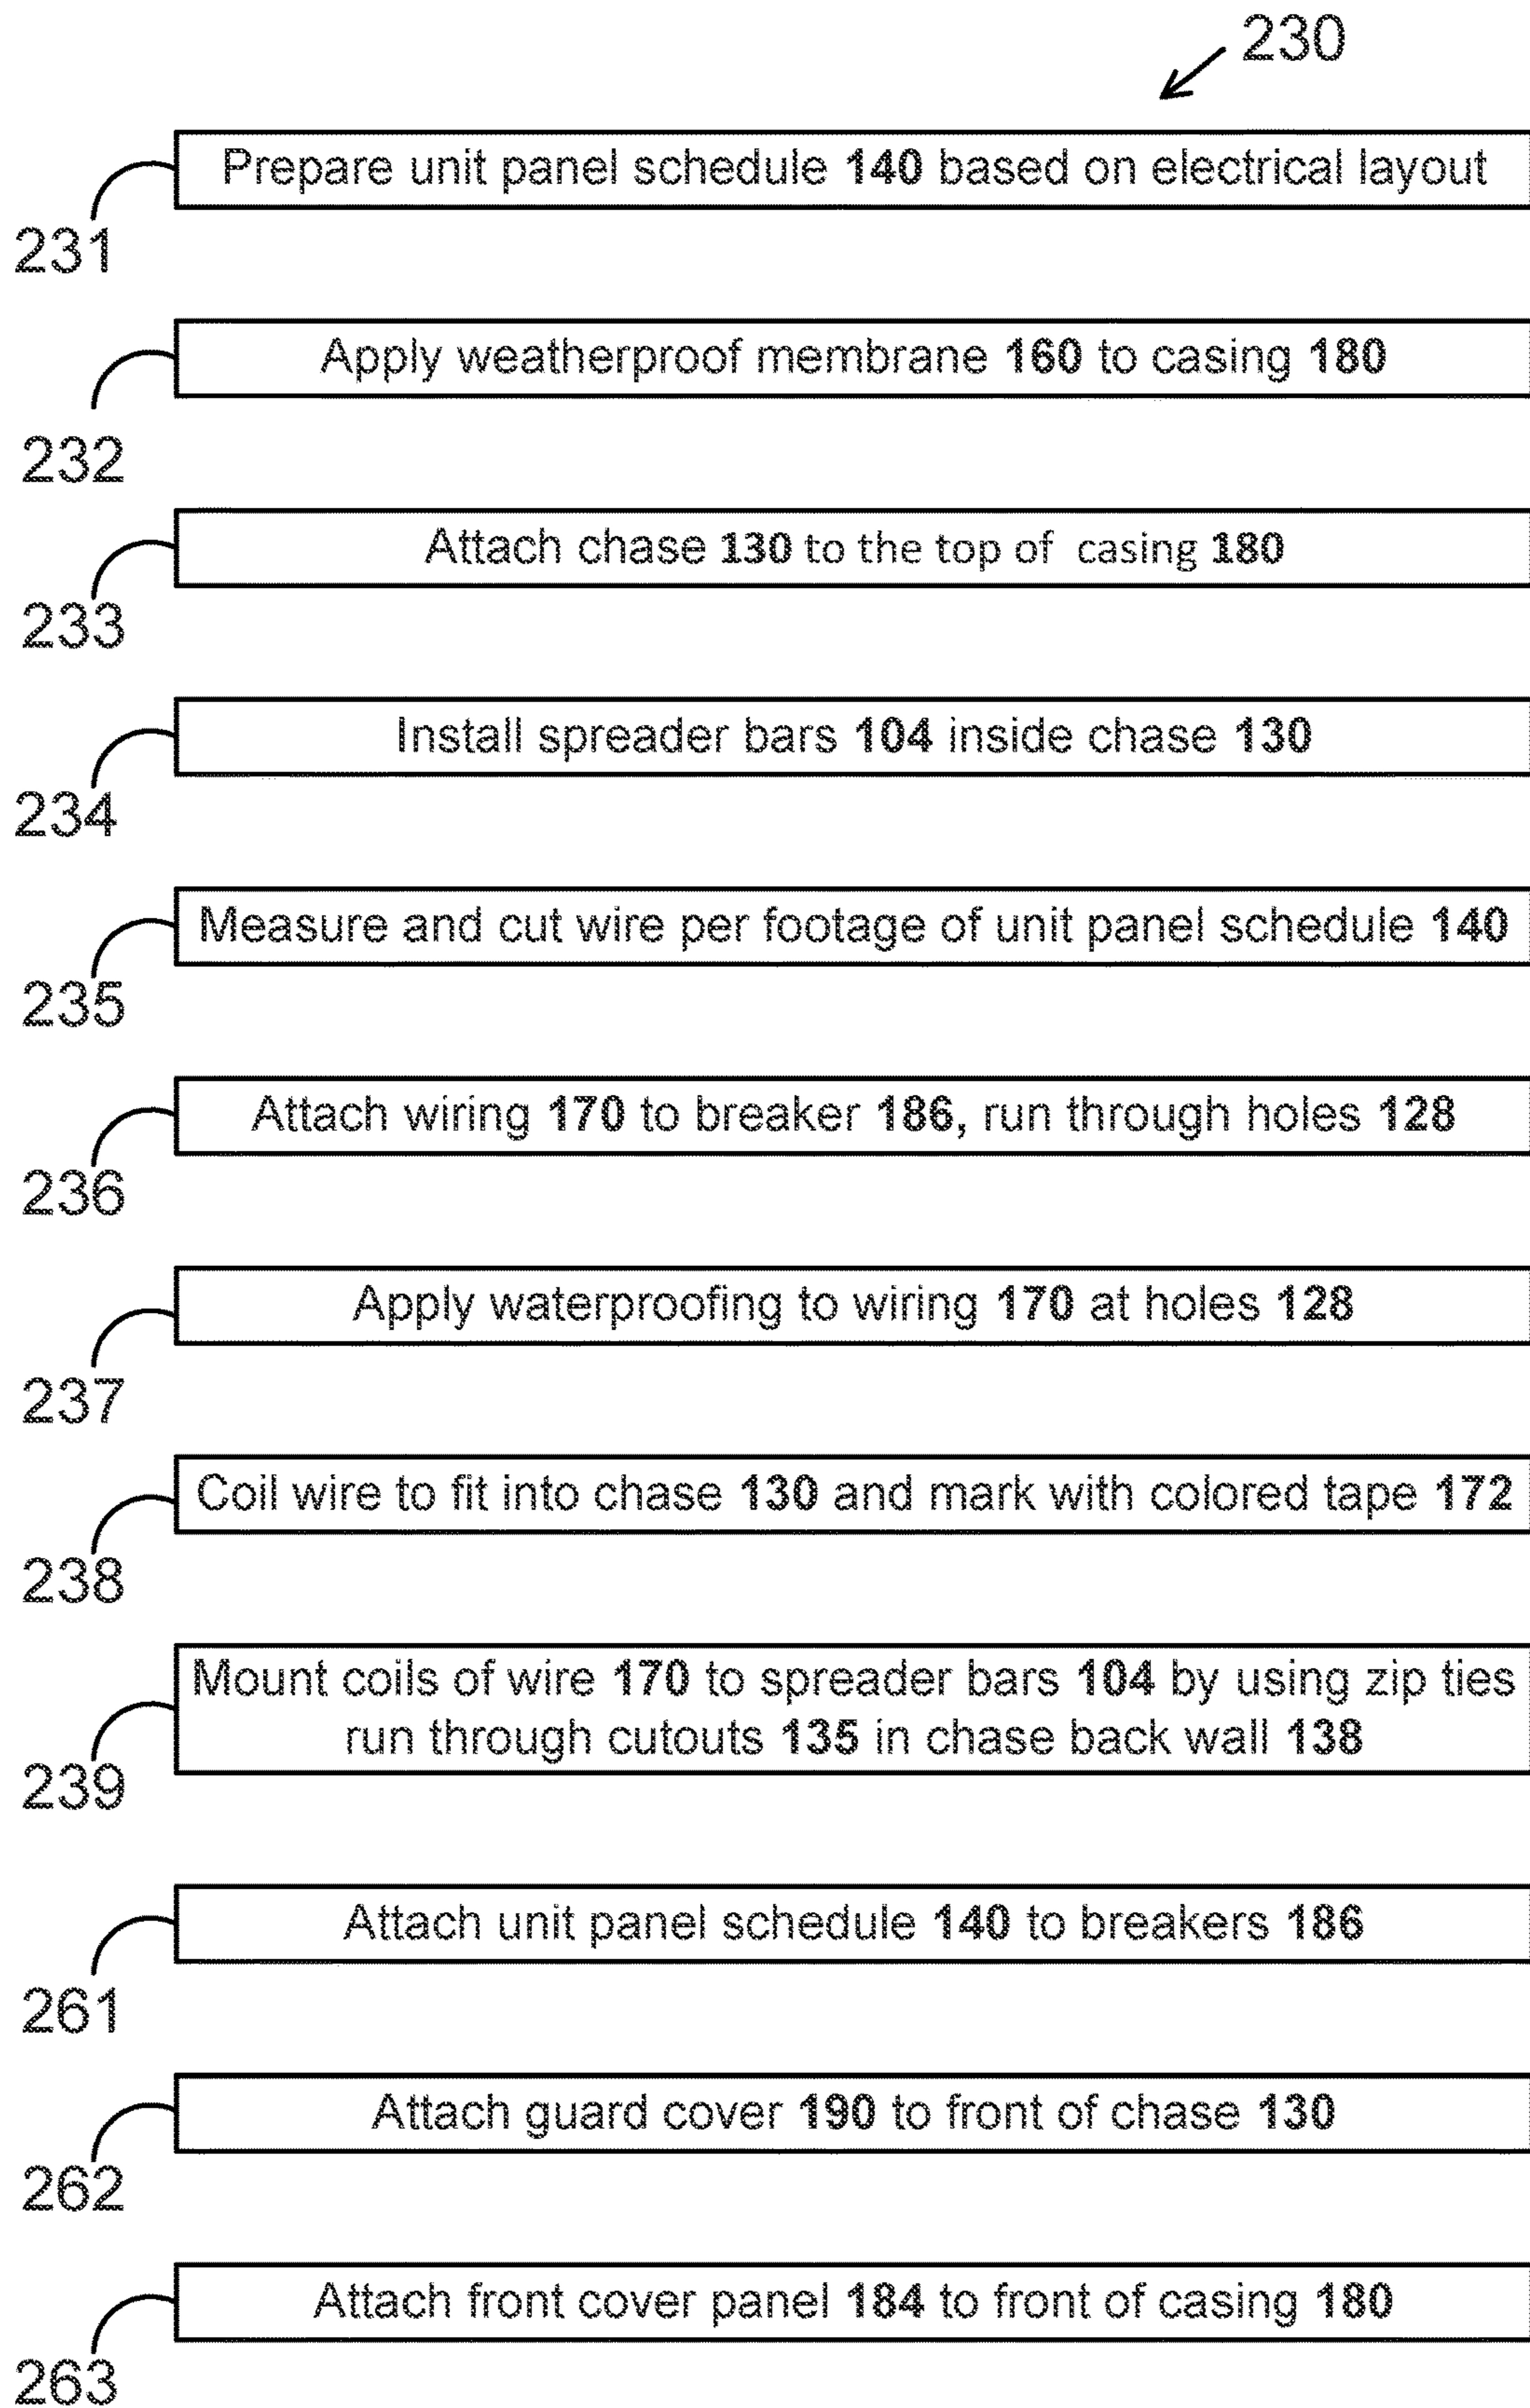 230
Prepare unit panel schedule 140 based on electrical layout
231
Apply weatherproof membrane 160 to casing 180
232
Attach chase 130 to the top of casing 180
233
Install spreader bars 104 inside chase 130
234
Measure and cut wire per footage of unit panel schedule 140
235
Attach wiring 170 to breaker 186, run through holes 128
236
Apply waterproofing to wiring 170 at holes 128
237
Coil wire to fit into chase 130 and mark with colored tape 172
238
Mount coils of wire 170 to spreader bars 104 by using zip ties
run through cutouts 135 in chase back wall 138
239
Attach unit panel schedule 140 to breakers 186
261
Attach guard cover 190 to front of chase 130
262
Attach front cover panel 184 to front of casing 180
263